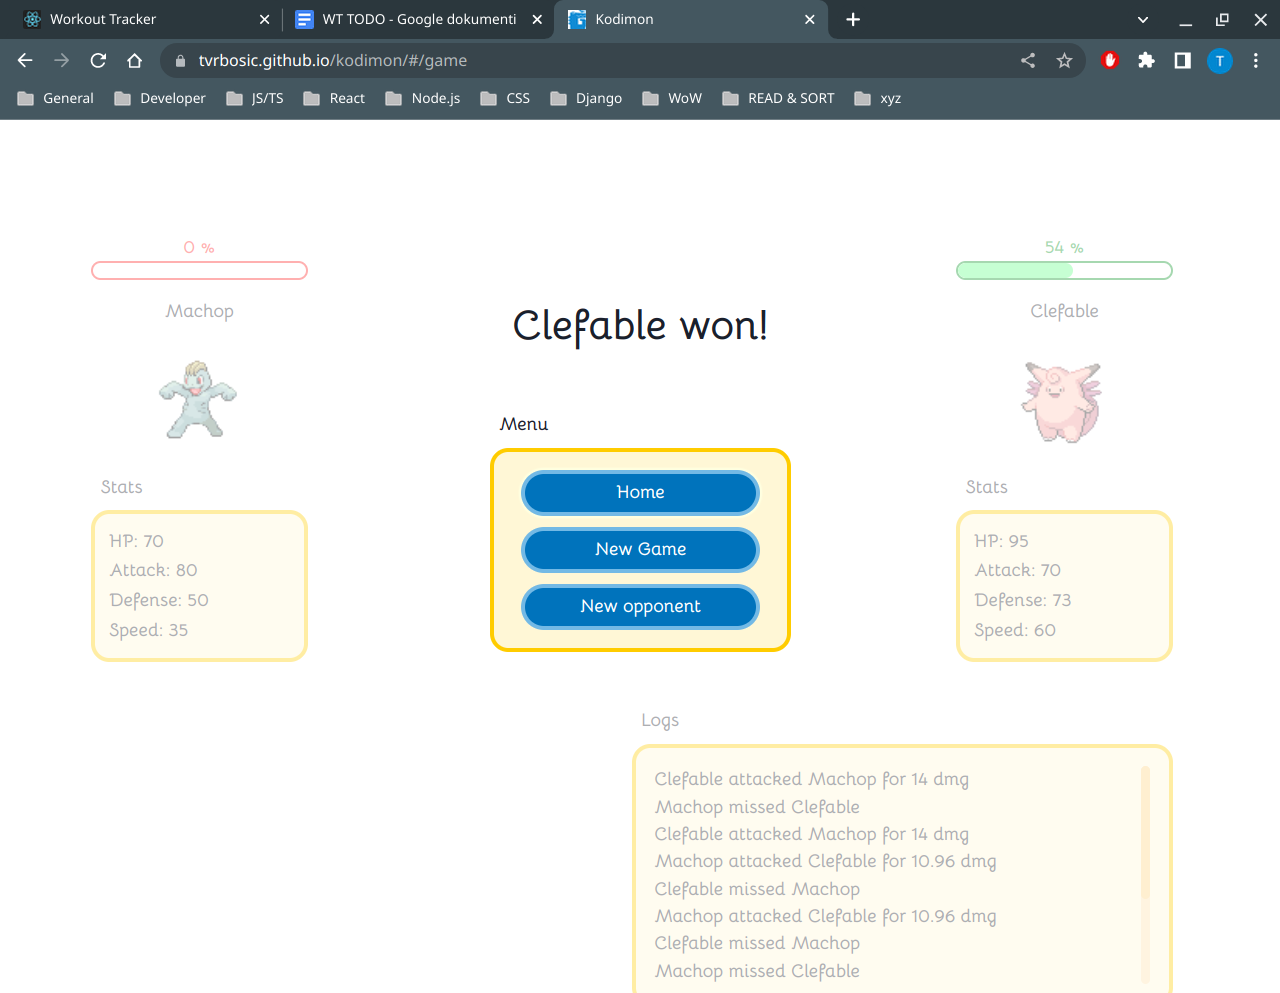 Workout Tracker
WT TODO - Google dokumenti
Kodimon
tvrbosic.github.io/kodimon/#/game
T
General
Developer
JS/TS
React
Node.js
CSS
Django
WoW
READ & SORT
xyz
0 %
Machop
Stats
HP: 70
Attack: 80
Defense: 50
Speed: 35
Clefable won!
Menu
Home
New Game
New opponent
54 %
Clefable
Stats
HP: 95
Attack: 70
Defense: 73
Speed: 60
Logs
Clefable attacked Machop for 14 dmg
Machop missed Clefable
Clefable attacked Machop for 14 dmg
Machop attacked Clefable for 10.96 dmg
Clefable missed Machop
Machop attacked Clefable for 10.96 dmg
Clefable missed Machop
Machop missed Clefable